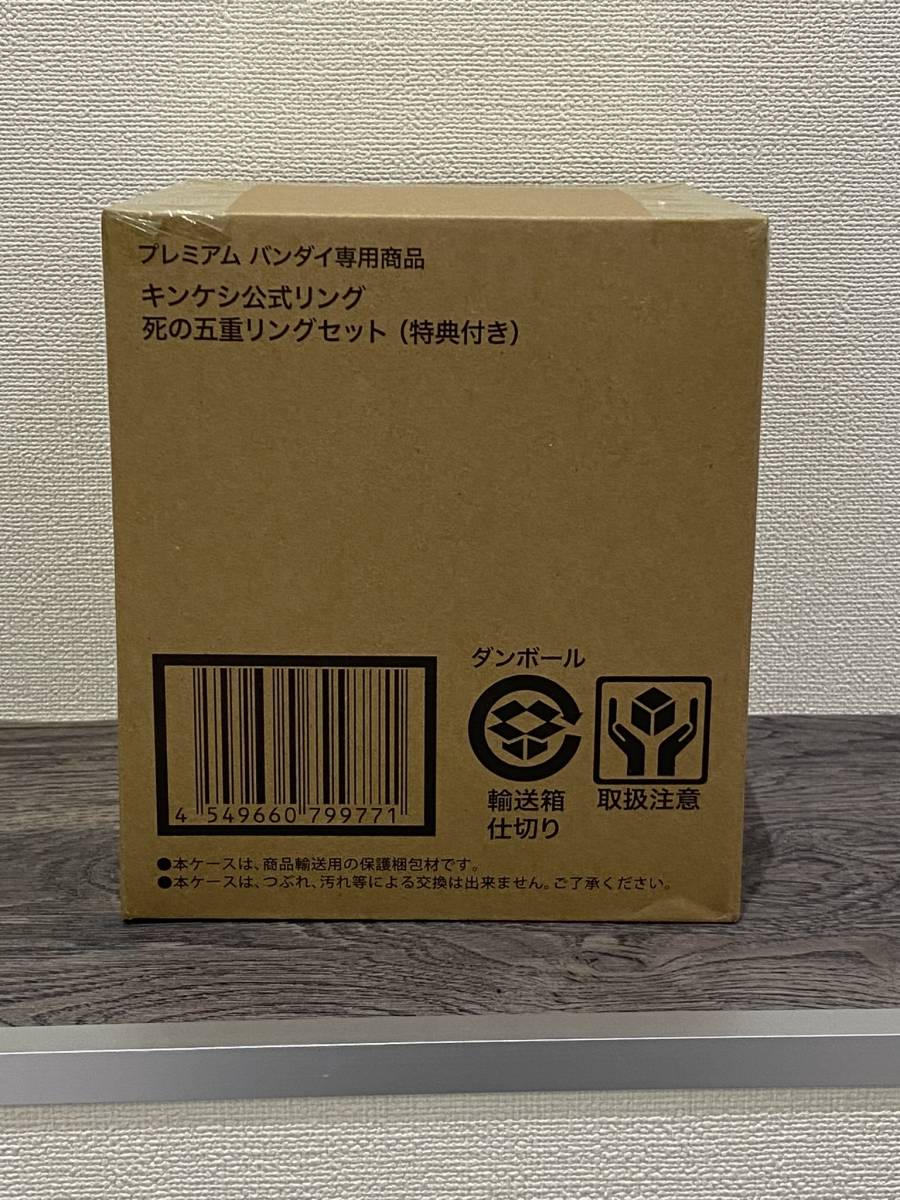 プレミアム バンダイ専用商品
キンケシ公式リング
死の五重リングセット（特典付き）
ダンボール
輸送箱
仕切り
取扱注意
4 549660 799771
●本ケースは、商品輸送用の保護梱包材です。
●本ケースは、つぶれ、汚れ等による交換は出来ません。ご了承ください。